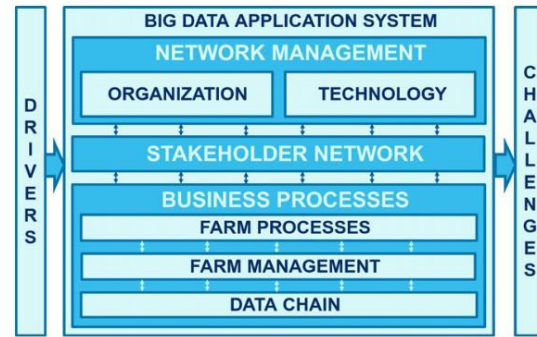 DRIVERS
BIG DATA APPLICATION SYSTEM
NETWORK MANAGEMENT
ORGANIZATION
TECHNOLOGY
STAKEHOLDER NETWORK
BUSINESS PROCESSES
FARM PROCESSES
FARM MANAGEMENT
DATA CHAIN
CHALLENGES